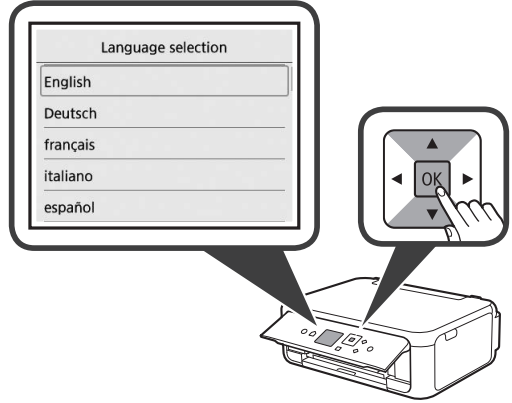 Language selection
English
Deutsch
français
italiano
español
OK